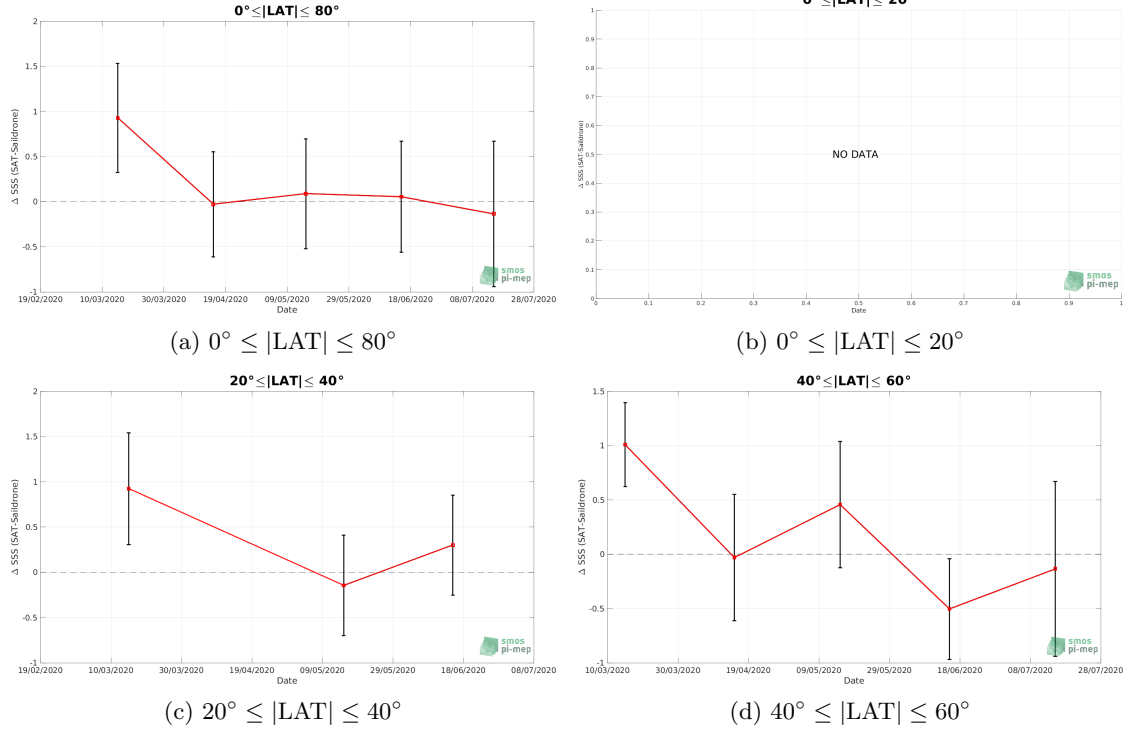 0°≤|LAT|≤ 80°
2
1.5
1
0.5
0
-0.5
-1
Δ SSS (SAT-Saildrone)
19/02/2020 10/03/2020 30/03/2020 19/04/2020 09/05/2020 29/05/2020 18/06/2020 08/07/2020 28/07/2020
Date
smos
pi-mep
(a) 0° ≤ |LAT| ≤ 80°
0°≤|LAT|≤ 20°
1
0.9
0.8
0.7
0.6
0.5
0.4
0.3
0.2
0.1
0
Δ SSS (SAT-Saildrone)
NO DATA
0 0.1 0.2 0.3 0.4 0.5 0.6 0.7 0.8 0.9 1
Date
smos
pi-mep
(b) 0° ≤ |LAT| ≤ 20°
20°≤|LAT|≤ 40°
2
1.5
1
0.5
0
-0.5
-1
Δ SSS (SAT-Saildrone)
19/02/2020 10/03/2020 30/03/2020 19/04/2020 09/05/2020 29/05/2020 18/06/2020 08/07/2020
Date
smos
pi-mep
(c) 20° ≤ |LAT| ≤ 40°
40°≤|LAT|≤ 60°
1.5
1
0.5
0
-0.5
-1
Δ SSS (SAT-Saildrone)
10/03/2020 30/03/2020 19/04/2020 09/05/2020 29/05/2020 18/06/2020 08/07/2020 28/07/2020
Date
smos
pi-mep
(d) 40° ≤ |LAT| ≤ 60°